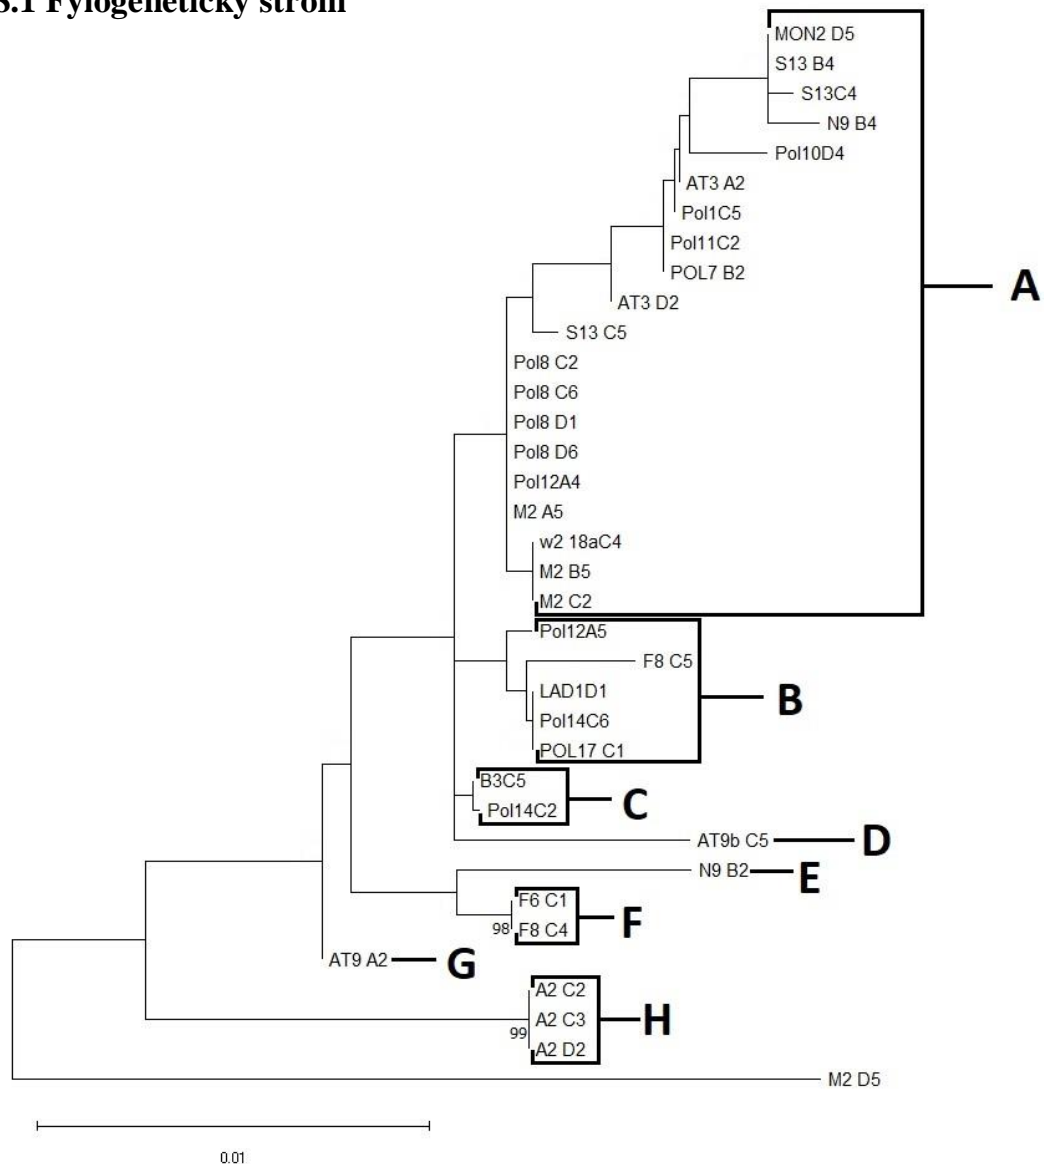 Fylogenetický strom
MON2 D5
S13 B4
S13C4
N9 B4
Pol10D4
AT3 A2
Pol1C5
Pol11C2
POL7 B2
A
AT3 D2
S13 C5
Pol8 C2
Pol8 C6
Pol8 D1
Pol8 D6
Pol12A4
M2 A5
w2 18aC4
M2 B5
M2 C2
Pol12A5
F8 C5
LAD1D1
B
Pol14C6
POL17 C1
B3C5
C
Pol14C2
AT9b C5
D
N9 B2
E
F6 C1
F
98
F8 C4
AT9 A2
G
A2 C2
A2 C3
H
99
A2 D2
M2 D5
0.01